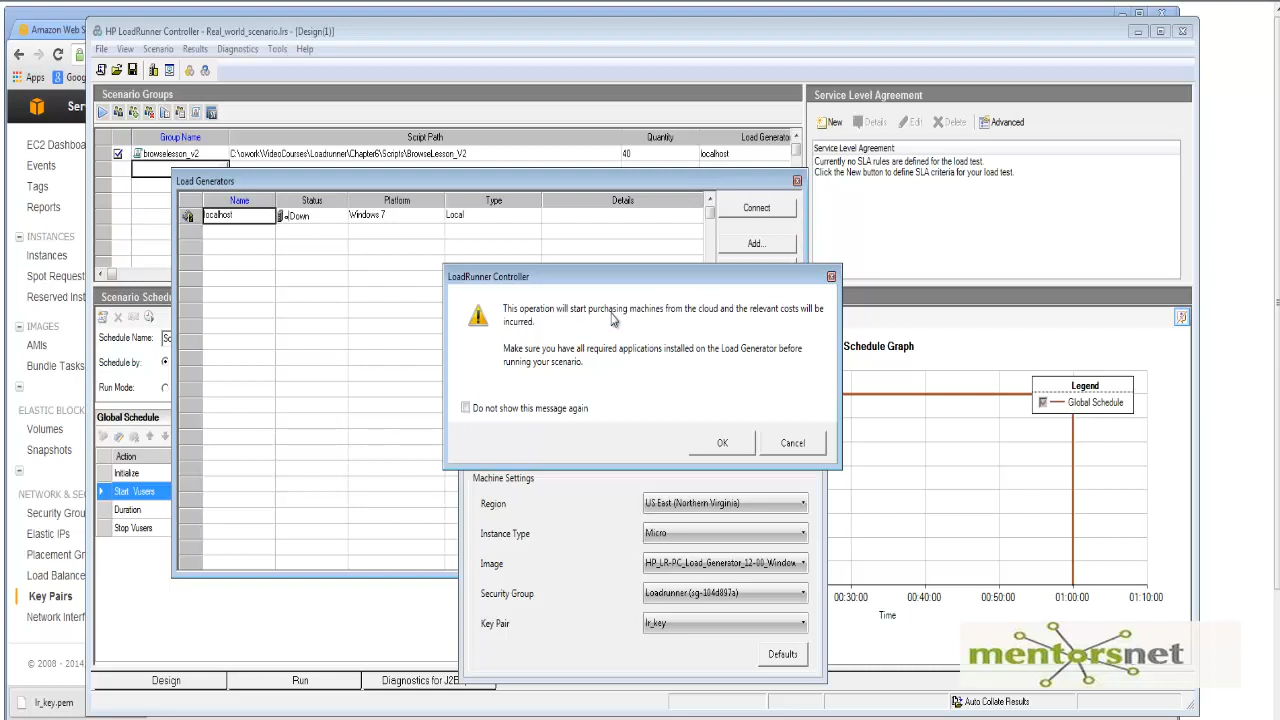 Amazon Web S
HP LoadRunner Controller - Real_world_scenario.lrs - [Design(1)]
File View Scenario Results Diagnostics Tools Help
Apps Goog
Ser
EC2 Dashboa
Events
Tags
Reports
INSTANCES
Instances
Spot Request
Reserved Inst
IMAGES
AMIs
Bundle Tasks
ELASTIC BLOCK
Volumes
Snapshots
NETWORK & SEC
Security Grou
Elastic IPs
Placement Gr
Load Balance
Key Pairs
Network Interf
© 2008 - 2014
lr_key.pem
Scenario Groups
Group Name Script Path Quantity Load Generato
browselesson_v2 C:\owork\VideoCourses\Loadrunner\Chapter6\Scripts\BrowseLesson_V2 40 localhost
Service Level Agreement
New Details Edit Delete Advanced
Service Level Agreement
Currently no SLA rules are defined for the load test.
Click the New button to define SLA criteria for your load test.
Load Generators
Name Status Platform Type Details
localhost Down Windows 7 Local
Connect
Add...
LoadRunner Controller
This operation will start purchasing machines from the cloud and the relevant costs will be
incurred.
Make sure you have all required applications installed on the Load Generator before
running your scenario.
Do not show this message again
OK Cancel
Scenario Sched
Schedule Name: Sc
Schedule by:
Run Mode:
Global Schedule
Action
Initialize
Start Vusers
Duration
Stop Vusers
Machine Settings
Region US East (Northern Virginia)
Instance Type Micro
Image HP_LR-PC_Load_Generator_12-00_Window
Security Group Loadrunner (sg-104d897a)
Key Pair lr_key
Defaults
Schedule Graph
Legend
Global Schedule
00:30:00 00:40:00 00:50:00 01:00:00 01:10:00
Time
mentorsnet
Design Run Diagnostics for J2E
Auto Collate Results